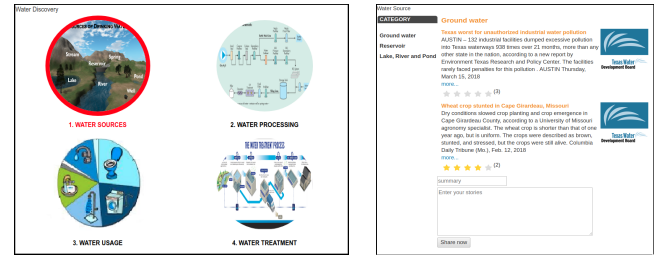 Water Discovery
SOURCES OF DRINKING WATER
Stream
Spring
Reservoir
Lake
River
Pond
Well
1. WATER SOURCES
2. WATER PROCESSING
THE WATER TREATMENT PROCESS
3. WATER USAGE
4. WATER TREATMENT
Water Source
CATEGORY
Ground water
Reservoir
Lake, River and Pond
Ground water
Texas worst for unauthorized industrial water pollution
AUSTIN – 132 industrial facilities dumped excessive pollution
into Texas waterways 938 times over 21 months, more than any
other state in the nation, according to a new report by
Environment Texas Research and Policy Center. The facilities
rarely faced penalties for this pollution . AUSTIN Thursday,
March 15, 2018
more...
(3)
Texas Water
Development Board
Wheat crop stunted in Cape Girardeau, Missouri
Dry conditions slowed crop planting and crop emergence in
Cape Girardeau County, according to a University of Missouri
agronomy specialist. The wheat crop is shorter than that of one
year ago, but is uniform. The crops were described as brown,
stunted, and stressed, but the crops were still alive. Columbia
Daily Tribune (Mo.), Feb. 12, 2018
more...
(2)
Texas Water
Development Board
summary
Enter your stories
Share now